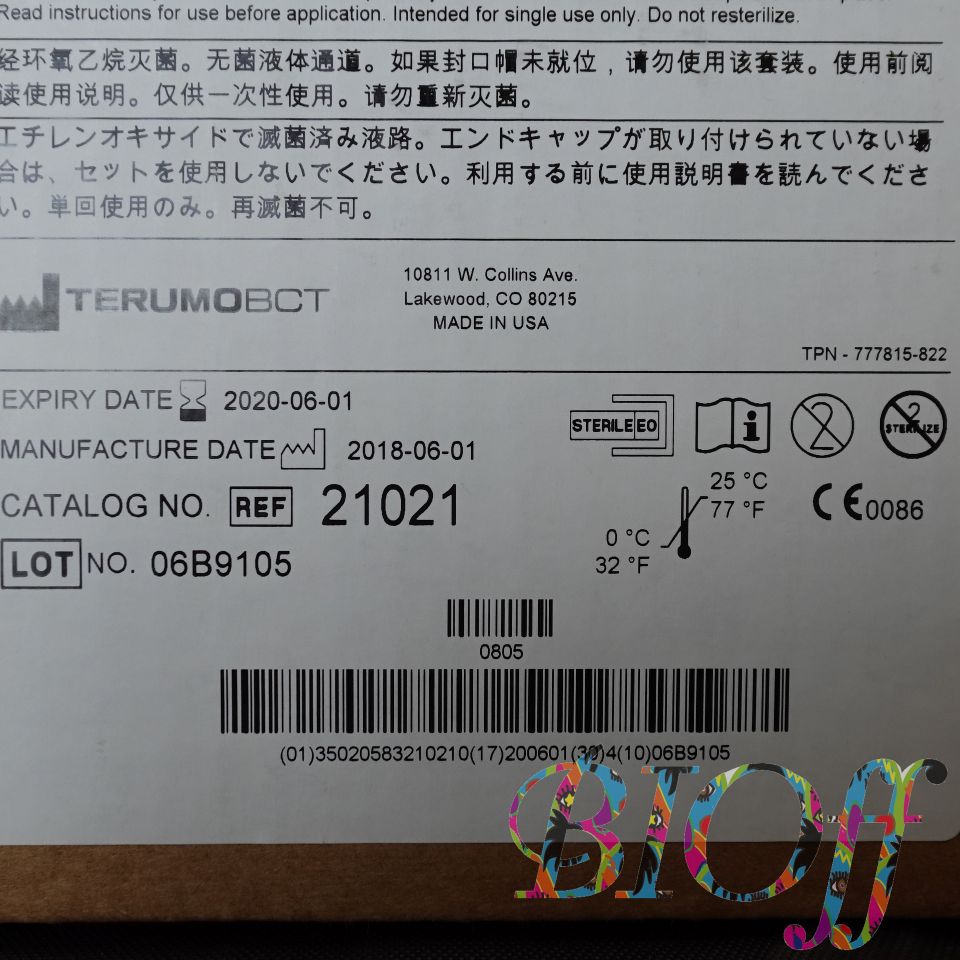 Read instructions for use before application. Intended for single use only. Do not resterilize.
经环氧乙烷灭菌。无菌液体通道。如果封口帽未就位，请勿使用该套装。使用前阅
读使用说明。仅供一次性使用。请勿重新灭菌。
エチレンオキサイドで滅菌済み液路。エンドキャップが取り付けられていない場
合は、セットを使用しないでください。利用する前に使用説明書を読んでくださ
い。単回使用のみ。再滅菌不可。
TERUMOBCT
10811 W. Collins Ave.
Lakewood, CO 80215
MADE IN USA
TPN - 777815-822
EXPIRY DATE 2020-06-01
MANUFACTURE DATE 2018-06-01
STERILE EO
2
2
STERILIZE
CATALOG NO. REF 21021
25 °C
77 °F
0 °C
32 °F
CE 0086
LOT NO. 06B9105
0805
(01)35020583210210(17)200601(30)4(10)06B9105
BIOff